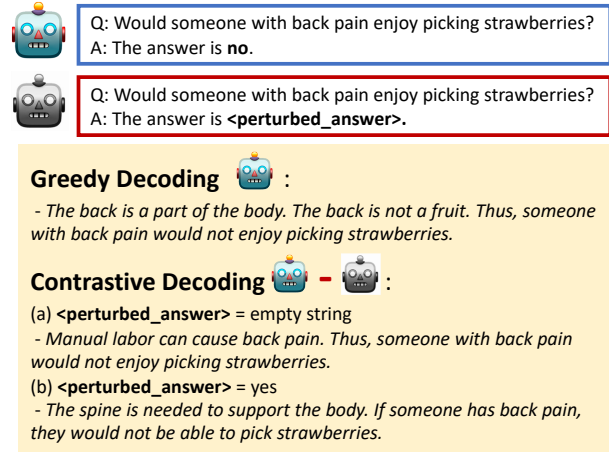 Q: Would someone with back pain enjoy picking strawberries?
A: The answer is no.
Q: Would someone with back pain enjoy picking strawberries?
A: The answer is <perturbed_answer>.
Greedy Decoding :
- The back is a part of the body. The back is not a fruit. Thus, someone
with back pain would not enjoy picking strawberries.
Contrastive Decoding - :
(a) <perturbed_answer> = empty string
- Manual labor can cause back pain. Thus, someone with back pain
would not enjoy picking strawberries.
(b) <perturbed_answer> = yes
- The spine is needed to support the body. If someone has back pain,
they would not be able to pick strawberries.